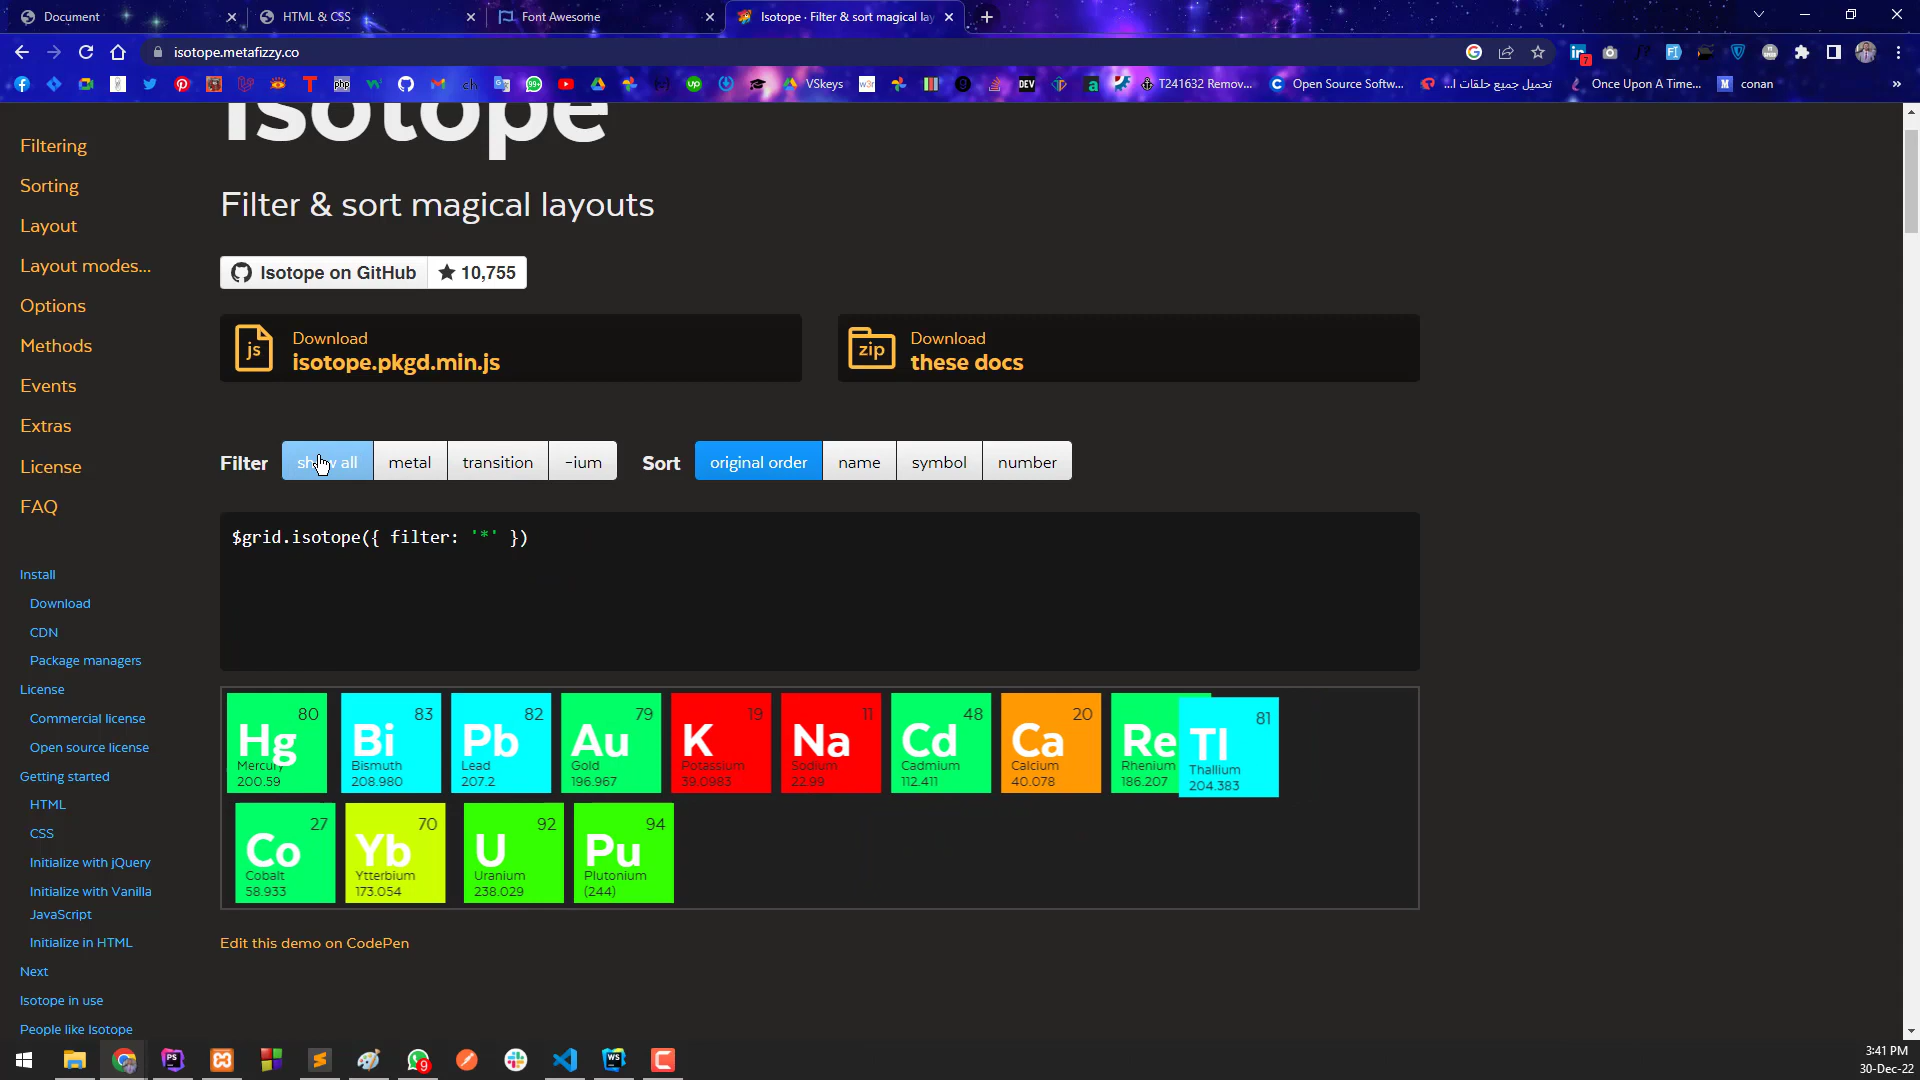 Document
HTML & CSS
Font Awesome
Isotope · Filter & sort magical lay
isotope.metafizzy.co
VSkeys
T241632 Remov...
Open Source Softw...
تحميل جميع حلقات ا...
Once Upon A Time...
conan
Isotope
Filter & sort magical layouts
Isotope on GitHub
10,755
Download
isotope.pkgd.min.js
Download
these docs
Filter
show all
metal
transition
-ium
Sort
original order
name
symbol
number
$grid.isotope({ filter: '*' })
80
Hg
Mercury
200.59
83
Bi
Bismuth
208.980
82
Pb
Lead
207.2
79
Au
Gold
196.967
19
K
Potassium
39.0983
11
Na
Sodium
22.99
48
Cd
Cadmium
112.411
20
Ca
Calcium
40.078
Re
Rhenium
186.207
81
Tl
Thallium
204.383
27
Co
Cobalt
58.933
70
Yb
Ytterbium
173.054
92
U
Uranium
238.029
94
Pu
Plutonium
(244)
Edit this demo on CodePen
Filtering
Sorting
Layout
Layout modes...
Options
Methods
Events
Extras
License
FAQ
Install
Download
CDN
Package managers
License
Commercial license
Open source license
Getting started
HTML
CSS
Initialize with jQuery
Initialize with Vanilla
JavaScript
Initialize in HTML
Next
Isotope in use
People like Isotope
3:41 PM
30-Dec-22